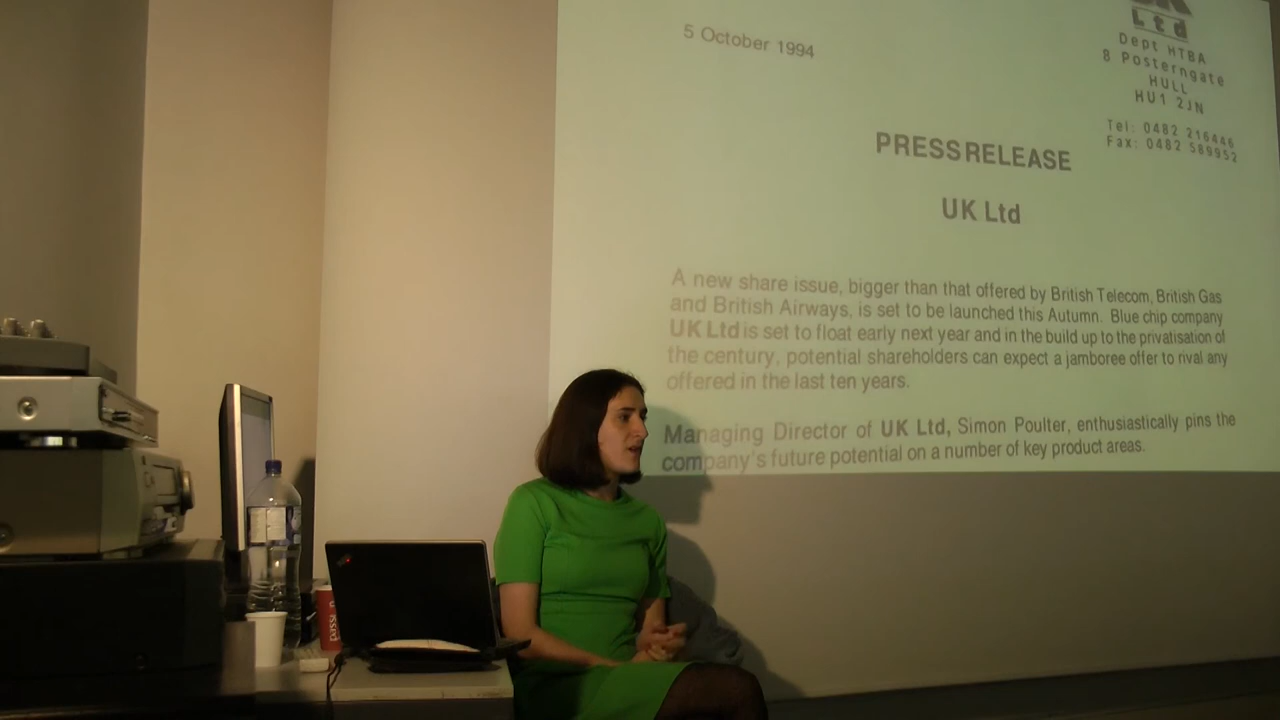 5 October 1994
Ltd
Dept HTBA
8 Posterngate
HULL
HU1 2JN
Tel: 0482 216446
Fax: 0482 589952
PRESSRELEASE
UK Ltd
A new share issue, bigger than that offered by British Telecom, British Gas
and British Airways, is set to be launched this Autumn. Blue chip company
UK Ltd is set to float early next year and in the build up to the privatisation of
the century, potential shareholders can expect a jamboree offer to rival any
offered in the last ten years.
Managing Director of UK Ltd, Simon Poulter, enthusiastically pins the
company's future potential on a number of key product areas.